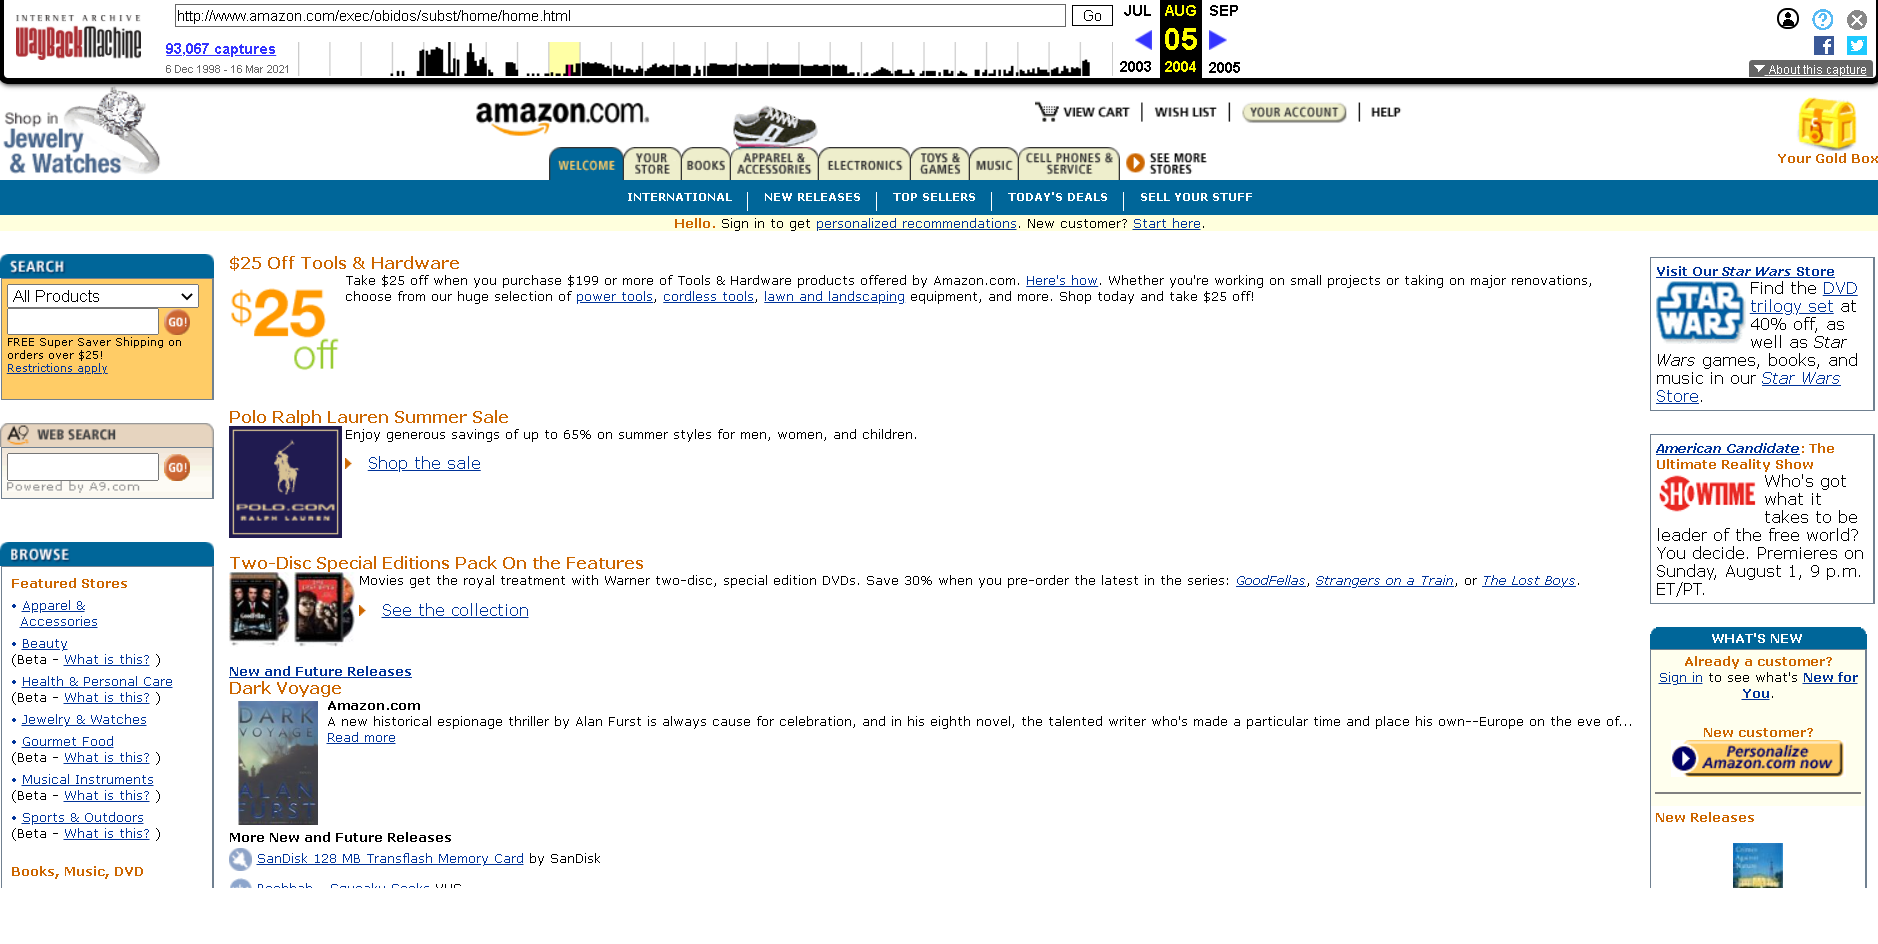 INTERNET ARCHIVE
WayBackMachine
http://www.amazon.com/exec/obidos/subst/home/home.html
Go
93,067 captures
6 Dec 1998 - 16 Mar 2021
JUL AUG SEP
05
2003 2004 2005
About this capture
Shop in
Jewelry
& Watches
amazon.com.
VIEW CART
WISH LIST
YOUR ACCOUNT
HELP
Your Gold Box
WELCOME
YOUR
STORE
BOOKS
APPAREL &
ACCESSORIES
ELECTRONICS
TOYS &
GAMES
MUSIC
CELL PHONES &
SERVICE
SEE MORE
STORES
INTERNATIONAL
NEW RELEASES
TOP SELLERS
TODAY'S DEALS
SELL YOUR STUFF
Hello. Sign in to get personalized recommendations. New customer? Start here.
SEARCH
All Products
GO!
FREE Super Saver Shipping on
orders over $25!
Restrictions apply
A9 WEB SEARCH
GO!
Powered by A9.com
BROWSE
Featured Stores
• Apparel &
Accessories
• Beauty
(Beta - What is this? )
• Health & Personal Care
(Beta - What is this? )
• Jewelry & Watches
• Gourmet Food
(Beta - What is this? )
• Musical Instruments
(Beta - What is this? )
• Sports & Outdoors
(Beta - What is this? )
Books, Music, DVD
$25 Off Tools & Hardware
$25
off
Take $25 off when you purchase $199 or more of Tools & Hardware products offered by Amazon.com. Here's how. Whether you're working on small projects or taking on major renovations,
choose from our huge selection of power tools, cordless tools, lawn and landscaping equipment, and more. Shop today and take $25 off!
Polo Ralph Lauren Summer Sale
POLO.COM
RALPH LAUREN
Enjoy generous savings of up to 65% on summer styles for men, women, and children.
Shop the sale
Two-Disc Special Editions Pack On the Features
Movies get the royal treatment with Warner two-disc, special edition DVDs. Save 30% when you pre-order the latest in the series: GoodFellas, Strangers on a Train, or The Lost Boys.
See the collection
New and Future Releases
Dark Voyage
DARK
VOYAGE
ALAN
FURST
Amazon.com
A new historical espionage thriller by Alan Furst is always cause for celebration, and in his eighth novel, the talented writer who's made a particular time and place his own--Europe on the eve of...
Read more
More New and Future Releases
SanDisk 128 MB Transflash Memory Card by SanDisk
Visit Our Star Wars Store
STAR
WARS
Find the DVD
trilogy set at
40% off, as
well as Star
Wars games, books, and
music in our Star Wars
Store.
American Candidate: The
Ultimate Reality Show
SHOWTIME
Who's got
what it
takes to be
leader of the free world?
You decide. Premieres on
Sunday, August 1, 9 p.m.
ET/PT.
WHAT'S NEW
Already a customer?
Sign in to see what's New for
You.
New customer?
Personalize
Amazon.com now
New Releases
Crimes
Against
Nature